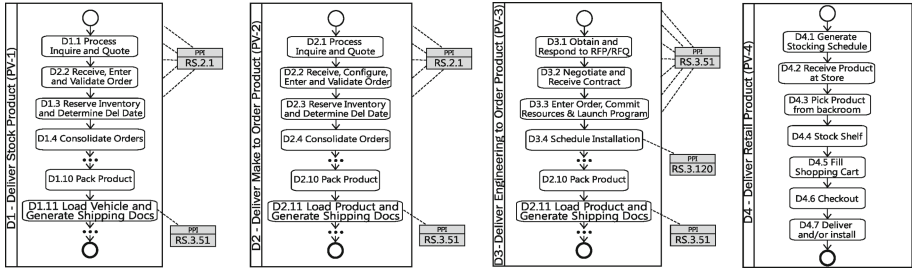 D1 - Deliver Stock Product (PV-1)
D1.1 Process
Inquire and Quote
D2.2 Receive, Enter
and Validate Order
D1.3 Reserve Inventory
and Determine Del Date
D1.4 Consolidate Orders
D1.10 Pack Product
D1.11 Load Vehicle and
Generate Shipping Docs
PPI
RS.2.1
PPI
RS.3.51
D2 - Deliver Make to Order Product (PV-2)
D2.1 Process
Inquire and Quote
D2.2 Receive, Configure,
Enter and Validate Order
D2.3 Reserve Inventory
and Determine Del Date
D2.4 Consolidate Orders
D2.10 Pack Product
D2.11 Load Product and
Generate Shipping Docs
PPI
RS.2.1
PPI
RS.3.51
D3-Deliver Engineering to Order Product (PV-3)
D3.1 Obtain and
Respond to RFP/RFQ
D3.2 Negotiate and
Receive Contract
D3.3 Enter Order, Commit
Resources & Launch Program
D3.4 Schedule Installation
D2.10 Pack Product
D2.11 Load Product and
Generate Shipping Docs
PPI
RS.3.51
PPI
RS.3.120
PPI
RS.3.51
D4 - Deliver Retail Product (PV-4)
D4.1 Generate
Stocking Schedule
D4.2 Receive Product
at Store
D4.3 Pick Product
from backroom
D4.4 Stock Shelf
D4.5 Fill
Shopping Cart
D4.6 Checkout
D4.7 Deliver
and/or install